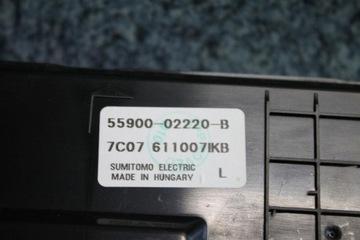 55900-02220-B
7C07 611007IKB
SUMITOMO ELECTRIC
MADE IN HUNGARY L